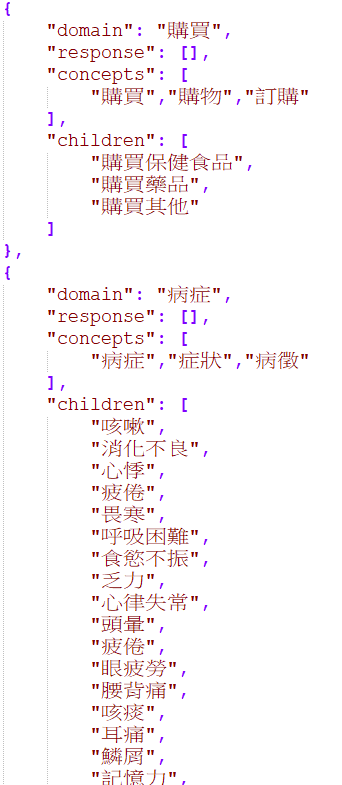 {
"domain": "購買",
"response": [],
"concepts": [
"購買","購物","訂購"
],
"children": [
"購買保健食品",
"購買藥品",
"購買其他"
]
},
{
"domain": "病症",
"response": [],
"concepts": [
"病症","症狀","病徵"
],
"children": [
"咳嗽",
"消化不良",
"心悸",
"疲倦",
"畏寒",
"呼吸困難",
"食慾不振",
"乏力",
"心律失常",
"頭暈",
"疲倦",
"眼疲勞",
"腰背痛",
"咳痰",
"耳痛",
"鱗屑",
"記憶力",